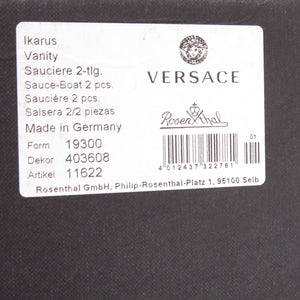 Ikarus
Vanity
Sauciere 2-tlg.
Sauce-Boat 2 pcs.
Saucière 2 pcs.
Salsera 2/2 piezas
Made in Germany
Form 19300
Dekor 403608
Artikel 11622
VERSACE
Rosenthal
01
4 012437 322781
Rosenthal GmbH, Philip-Rosenthal-Platz 1, 95100 Selb